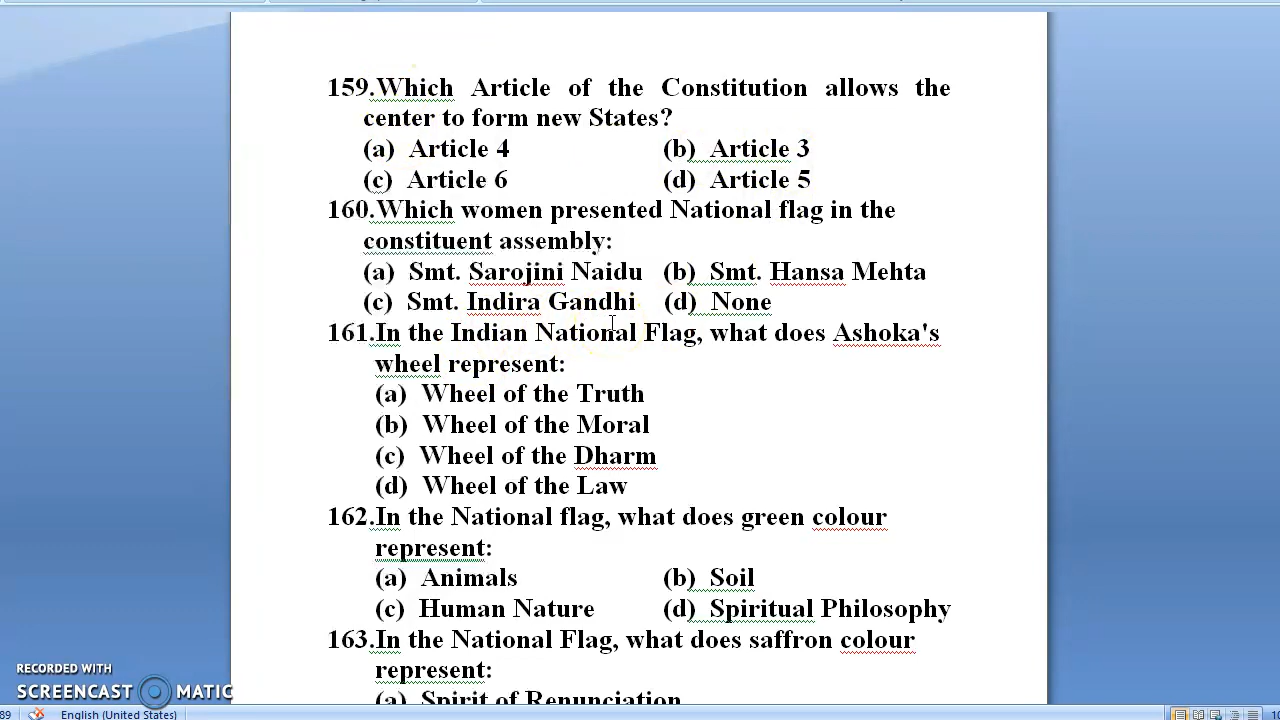 159.Which Article of the Constitution allows the
center to form new States?
(a) Article 4 (b) Article 3
(c) Article 6 (d) Article 5
160.Which women presented National flag in the
constituent assembly:
(a) Smt. Sarojini Naidu (b) Smt. Hansa Mehta
(c) Smt. Indira Gandhi (d) None
161.In the Indian National Flag, what does Ashoka's
wheel represent:
(a) Wheel of the Truth
(b) Wheel of the Moral
(c) Wheel of the Dharm
(d) Wheel of the Law
162.In the National flag, what does green colour
represent:
(a) Animals (b) Soil
(c) Human Nature (d) Spiritual Philosophy
163.In the National Flag, what does saffron colour
represent:
(a) Spirit of Renunciation
RECORDED WITH
SCREENCAST MATIC
89 English (United States) 10